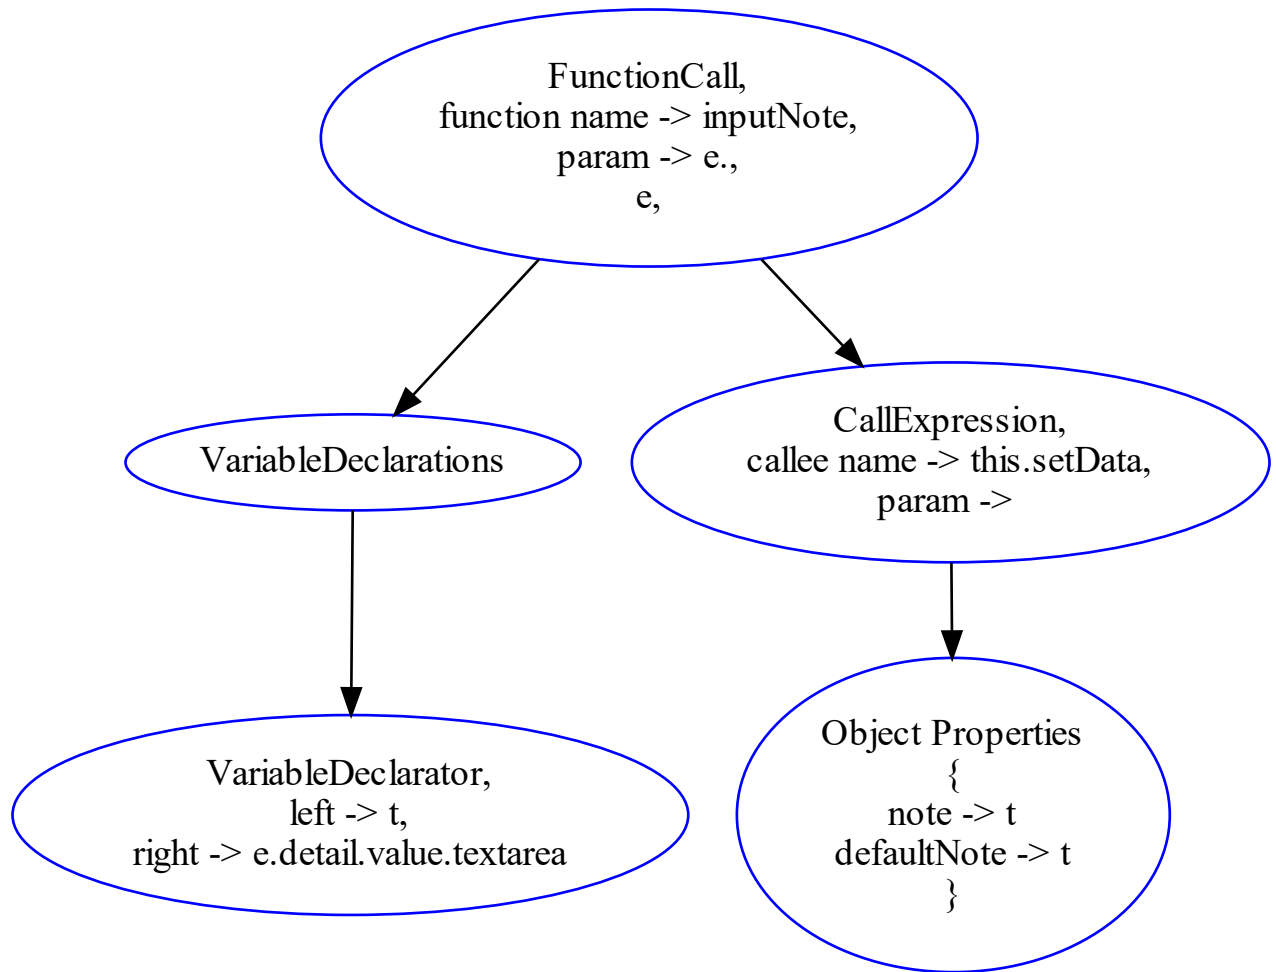 FunctionCall,
function name -> inputNote,
param -> e.,
e,
VariableDeclarations
CallExpression,
callee name -> this.setData,
param ->
VariableDeclarator,
left -> t,
right -> e.detail.value.textarea
Object Properties
{
note -> t
defaultNote -> t
}